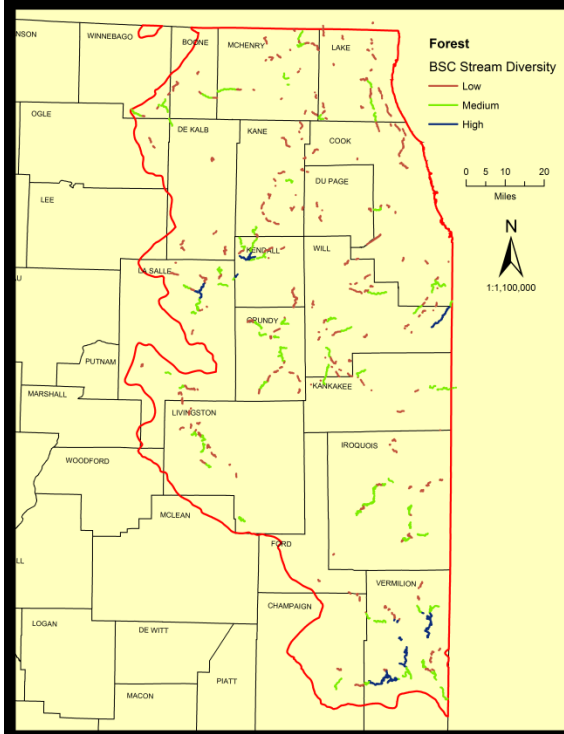 NSON
WINNEBAGO
BOONE
MCHENRY
LAKE
Forest
BSC Stream Diversity
Low
Medium
High
OGLE
DE KALB
KANE
COOK
DU PAGE
0 5 10 20
Miles
LEE
N
KENDALL
WILL
LA SALLE
1:1,100,000
AU
GRUNDY
PUTNAM
KANKAKEE
MARSHALL
LIVINGSTON
IROQUOIS
WOODFORD
MCLEAN
FORD
LL
VERMILION
CHAMPAIGN
LOGAN
DE WITT
PIATT
MACON